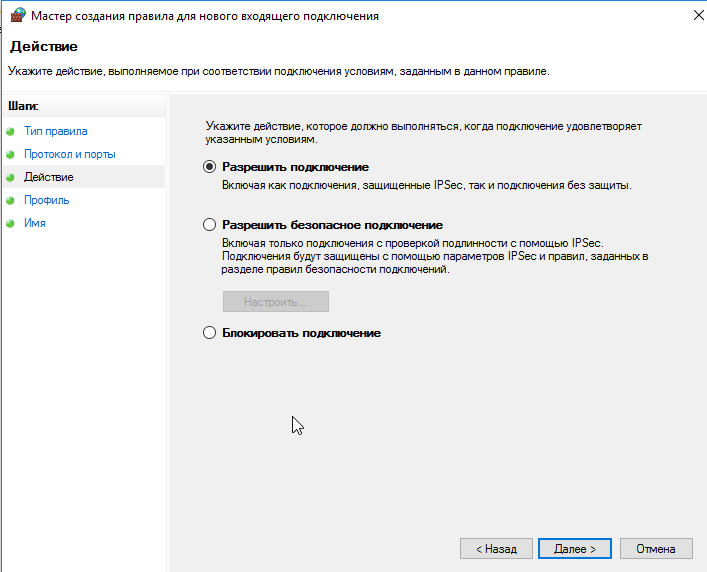 Мастер создания правила для нового входящего подключения
Действие
Укажите действие, выполняемое при соответствии подключения условиям, заданным в данном правиле.
Шаги:
Тип правила
Протокол и порты
Действие
Профиль
Имя
Укажите действие, которое должно выполняться, когда подключение удовлетворяет
указанным условиям.
Разрешить подключение
Включая как подключения, защищенные IPSec, так и подключения без защиты.
Разрешить безопасное подключение
Включая только подключения с проверкой подлинности с помощью IPSec.
Подключения будут защищены с помощью параметров IPSec и правил, заданных в
разделе правил безопасности подключений.
Настроить...
Блокировать подключение
< Назад
Далее >
Отмена